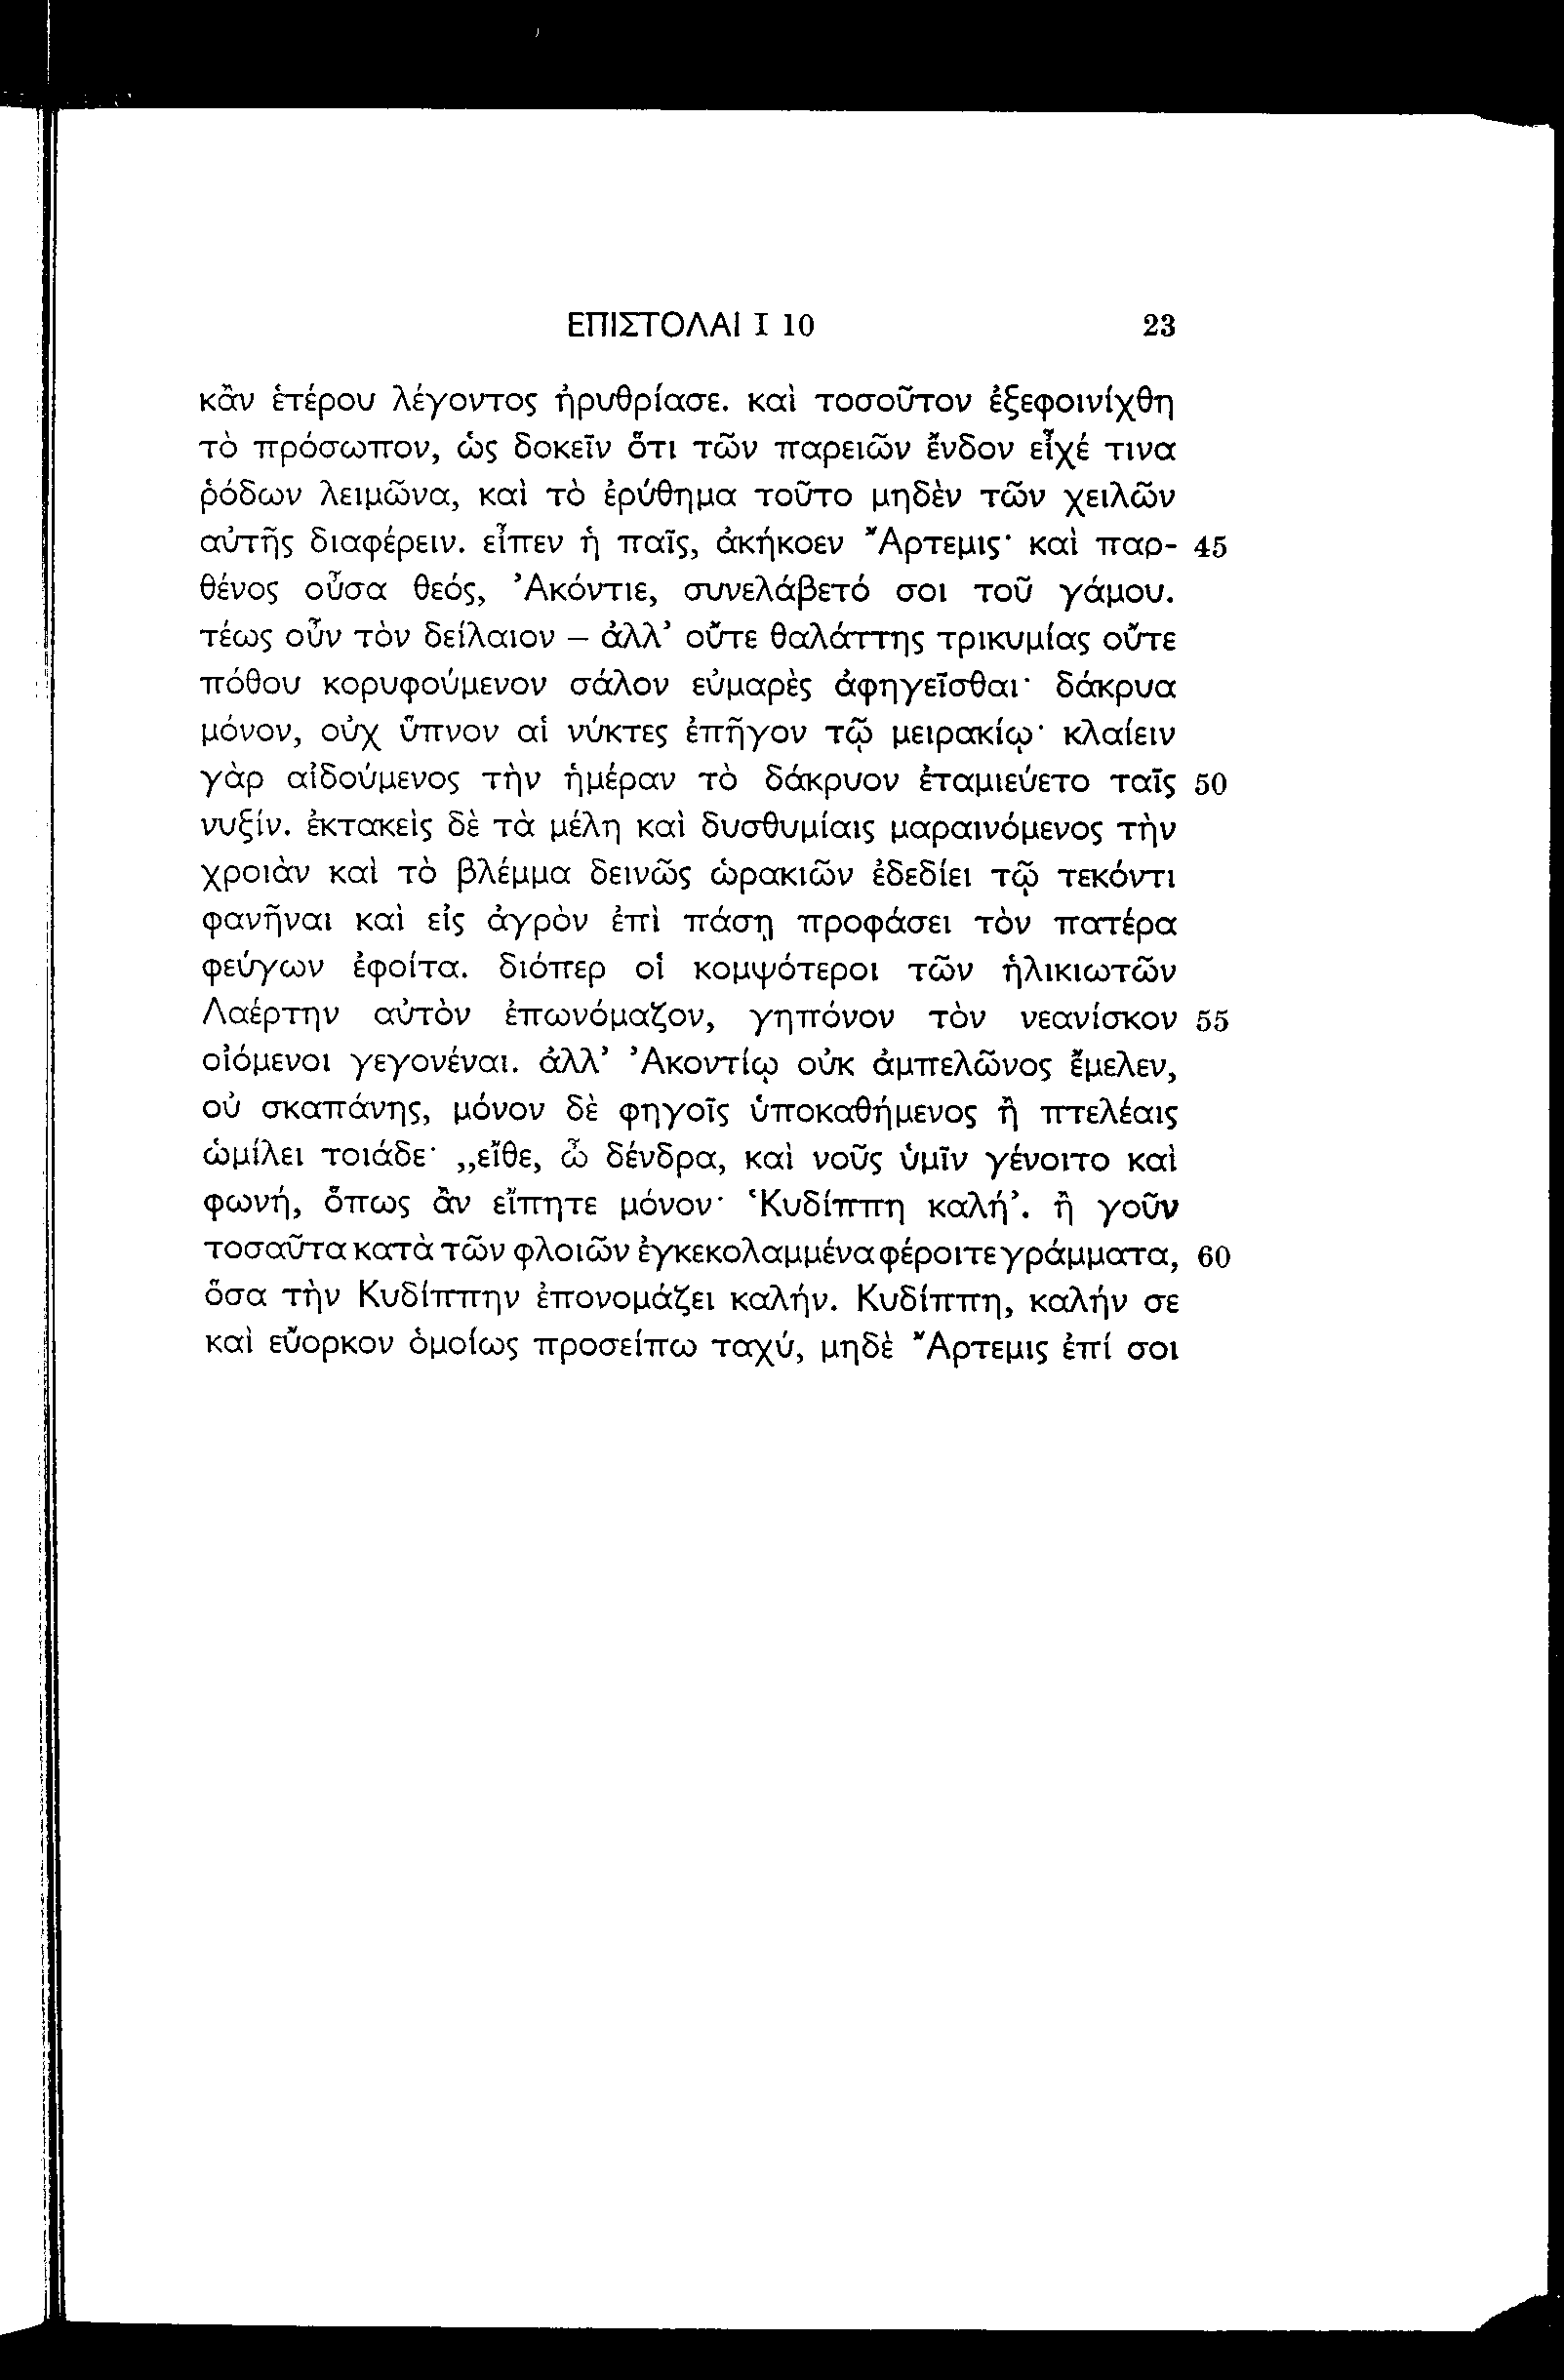 ΕΠΙΣΤΟΛΑΙ I 10 23
κἂν ἑτέρου λέγοντος ἠρυθρίασε. καὶ τοσοῦτον ἐξεφοινίχθη
τὸ πρόσωπον, ὡς δοκεῖν ὅτι τῶν παρειῶν ἔνδον εἶχέ τινα
ῥόδων λειμῶνα, καὶ τὸ ἐρύθημα τοῦτο μηδὲν τῶν χειλῶν
αὐτῆς διαφέρειν. εἶπεν ἡ παῖς, ἀκήκοεν Ἄρτεμις· καὶ παρ- 45
θένος οὖσα θεός, Ἀκόντιε, συνελάβετό σοι τοῦ γάμου.
τέως οὖν τὸν δείλαιον – ἀλλ’ οὔτε θαλάττης τρικυμίας οὔτε
πόθου κορυφούμενον σάλον εὐμαρὲς ἀφηγεῖσθαι· δάκρυα
μόνον, οὐχ ὕπνον αἱ νύκτες ἐπῆγον τῷ μειρακίῳ· κλαίειν
γὰρ αἰδούμενος τὴν ἡμέραν τὸ δάκρυον ἐταμιεύετο ταῖς 50
νυξίν. ἐκτακεὶς δὲ τὰ μέλη καὶ δυσθυμίαις μαραινόμενος τὴν
χροιὰν καὶ τὸ βλέμμα δεινῶς ὠρακιῶν ἐδεδίει τῷ τεκόντι
φανῆναι καὶ εἰς ἀγρὸν ἐπὶ πάσῃ προφάσει τὸν πατέρα
φεύγων ἐφοίτα. διόπερ οἱ κομψότεροι τῶν ἡλικιωτῶν
Λαέρτην αὐτὸν ἐπωνόμαζον, γηπόνον τὸν νεανίσκον 55
οἰόμενοι γεγονέναι. ἀλλ’ Ἀκοντίῳ οὐκ ἀμπελῶνος ἔμελεν,
οὐ σκαπάνης, μόνον δὲ φηγοῖς ὑποκαθήμενος ἢ πτελέαις
ὡμίλει τοιάδε· „εἴθε, ὦ δένδρα, καὶ νοῦς ὑμῖν γένοιτο καὶ
φωνή, ὅπως ἂν εἴπητε μόνον· ‘Κυδίππη καλή’. ἢ γοῦν
τοσαῦτα κατὰ τῶν φλοιῶν ἐγκεκολαμμένα φέροιτε γράμματα, 60
ὅσα τὴν Κυδίππην ἐπονομάζει καλήν. Κυδίππη, καλήν σε
καὶ εὔορκον ὁμοίως προσείπω ταχύ, μηδὲ Ἄρτεμις ἐπί σοι